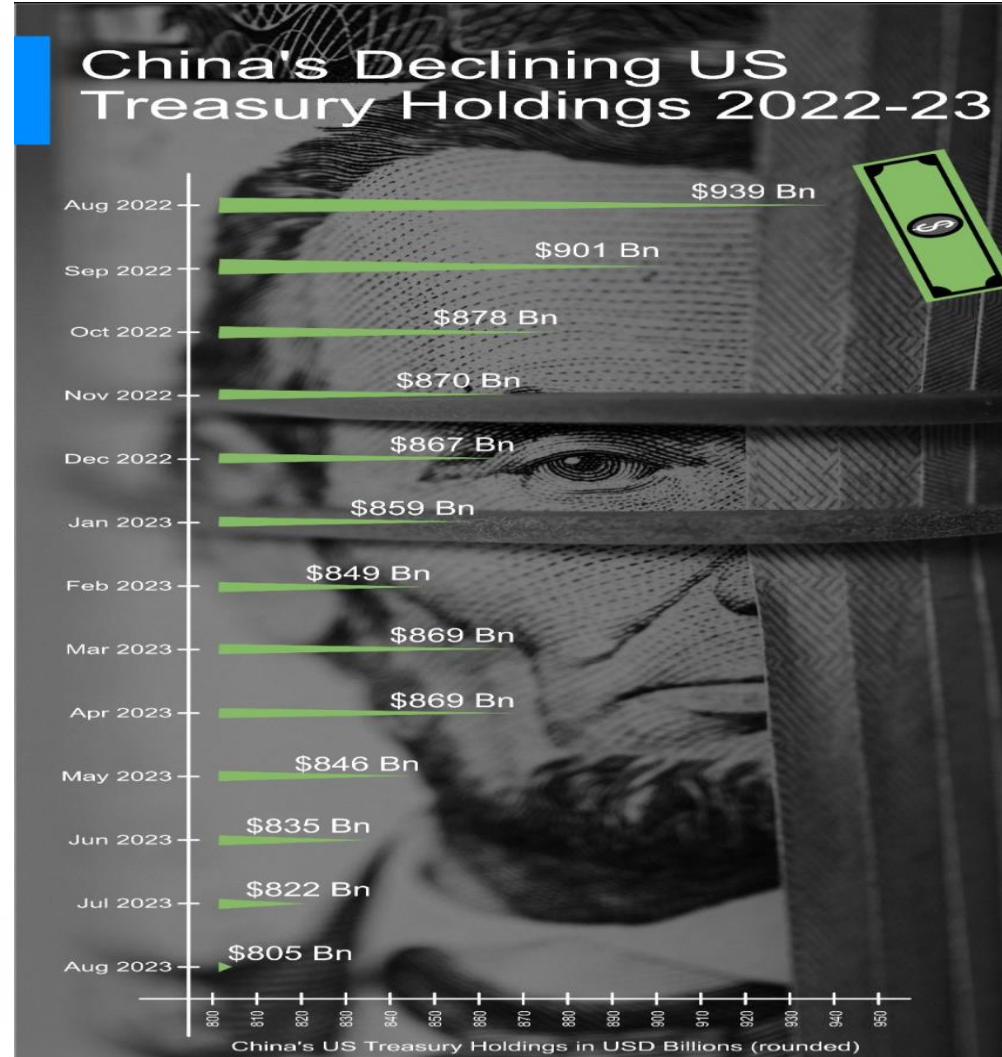 China's Declining US
Treasury Holdings 2022-23
Aug 2022
$939 Bn
Sep 2022
$901 Bn
Oct 2022
$878 Bn
Nov 2022
$870 Bn
Dec 2022
$867 Bn
Jan 2023
$859 Bn
Feb 2023
$849 Bn
Mar 2023
$869 Bn
Apr 2023
$869 Bn
May 2023
$846 Bn
Jun 2023
$835 Bn
Jul 2023
$822 Bn
Aug 2023
$805 Bn
800 810 820 830 840 850 860 870 880 890 900 910 920 930 940 950
China's US Treasury Holdings in USD Billions (rounded)